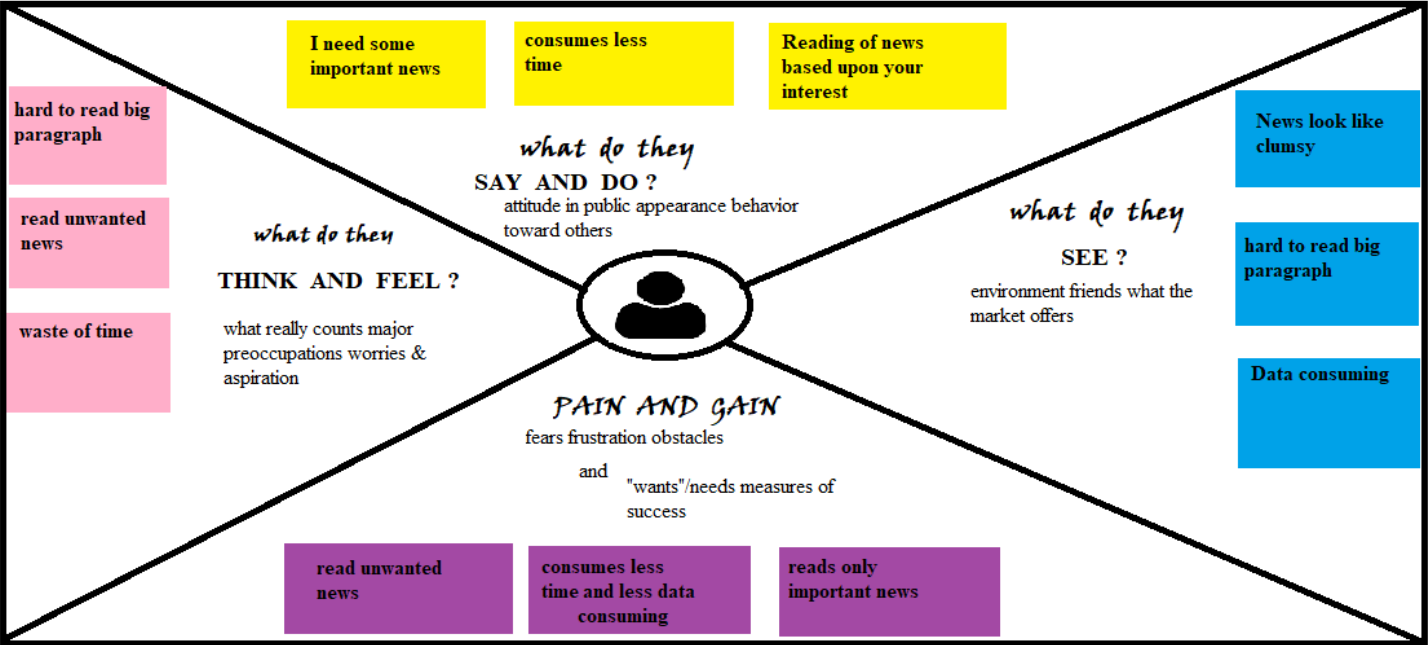 I need some
important news
consumes less
time
Reading of news
based upon your
interest
hard to read big
paragraph
read unwanted
news
waste of time
what do they
THINK AND FEEL ?
what really counts major
preoccupations worries &
aspiration
what do they
SAY AND DO ?
attitude in public appearance behavior
toward others
what do they
SEE ?
environment friends what the
market offers
News look like
clumsy
hard to read big
paragraph
Data consuming
PAIN AND GAIN
fears frustration obstacles
and
"wants"/needs measures of
success
read unwanted
news
consumes less
time and less data
consuming
reads only
important news